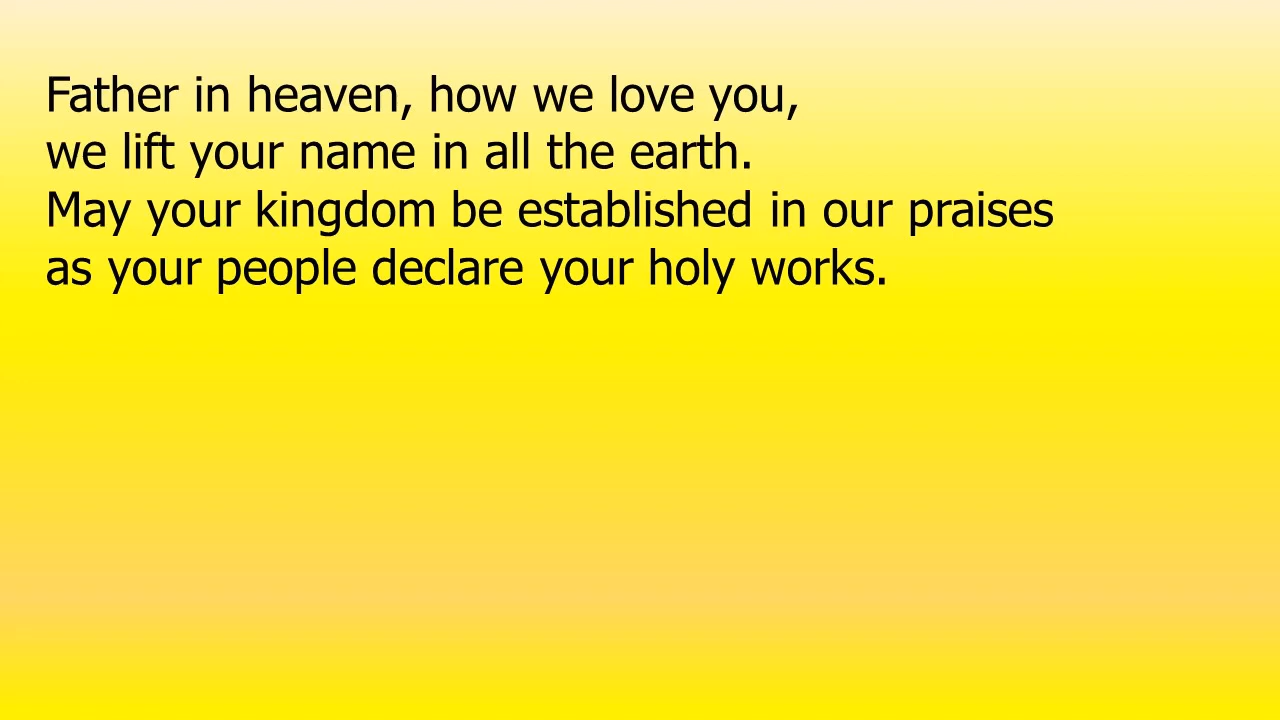 Father in heaven, how we love you,
we lift your name in all the earth.
May your kingdom be established in our praises
as your people declare your holy works.